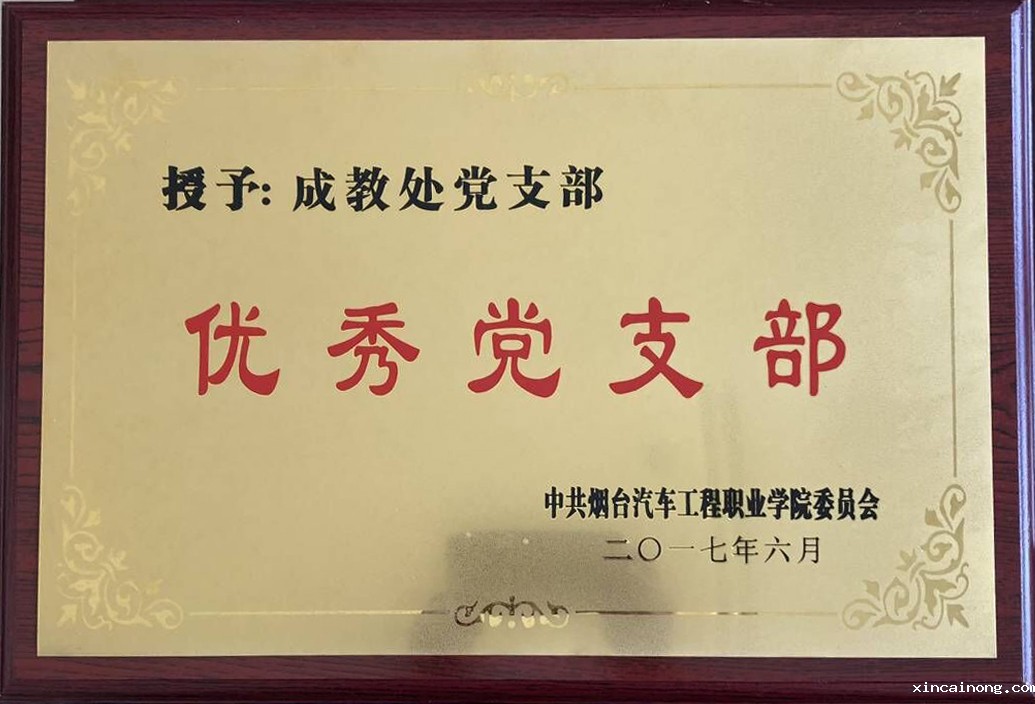 授予: 成教处党支部
优秀党支部
中共烟台汽车工程职业学院委员会
二〇一七年六月
xincainong.com